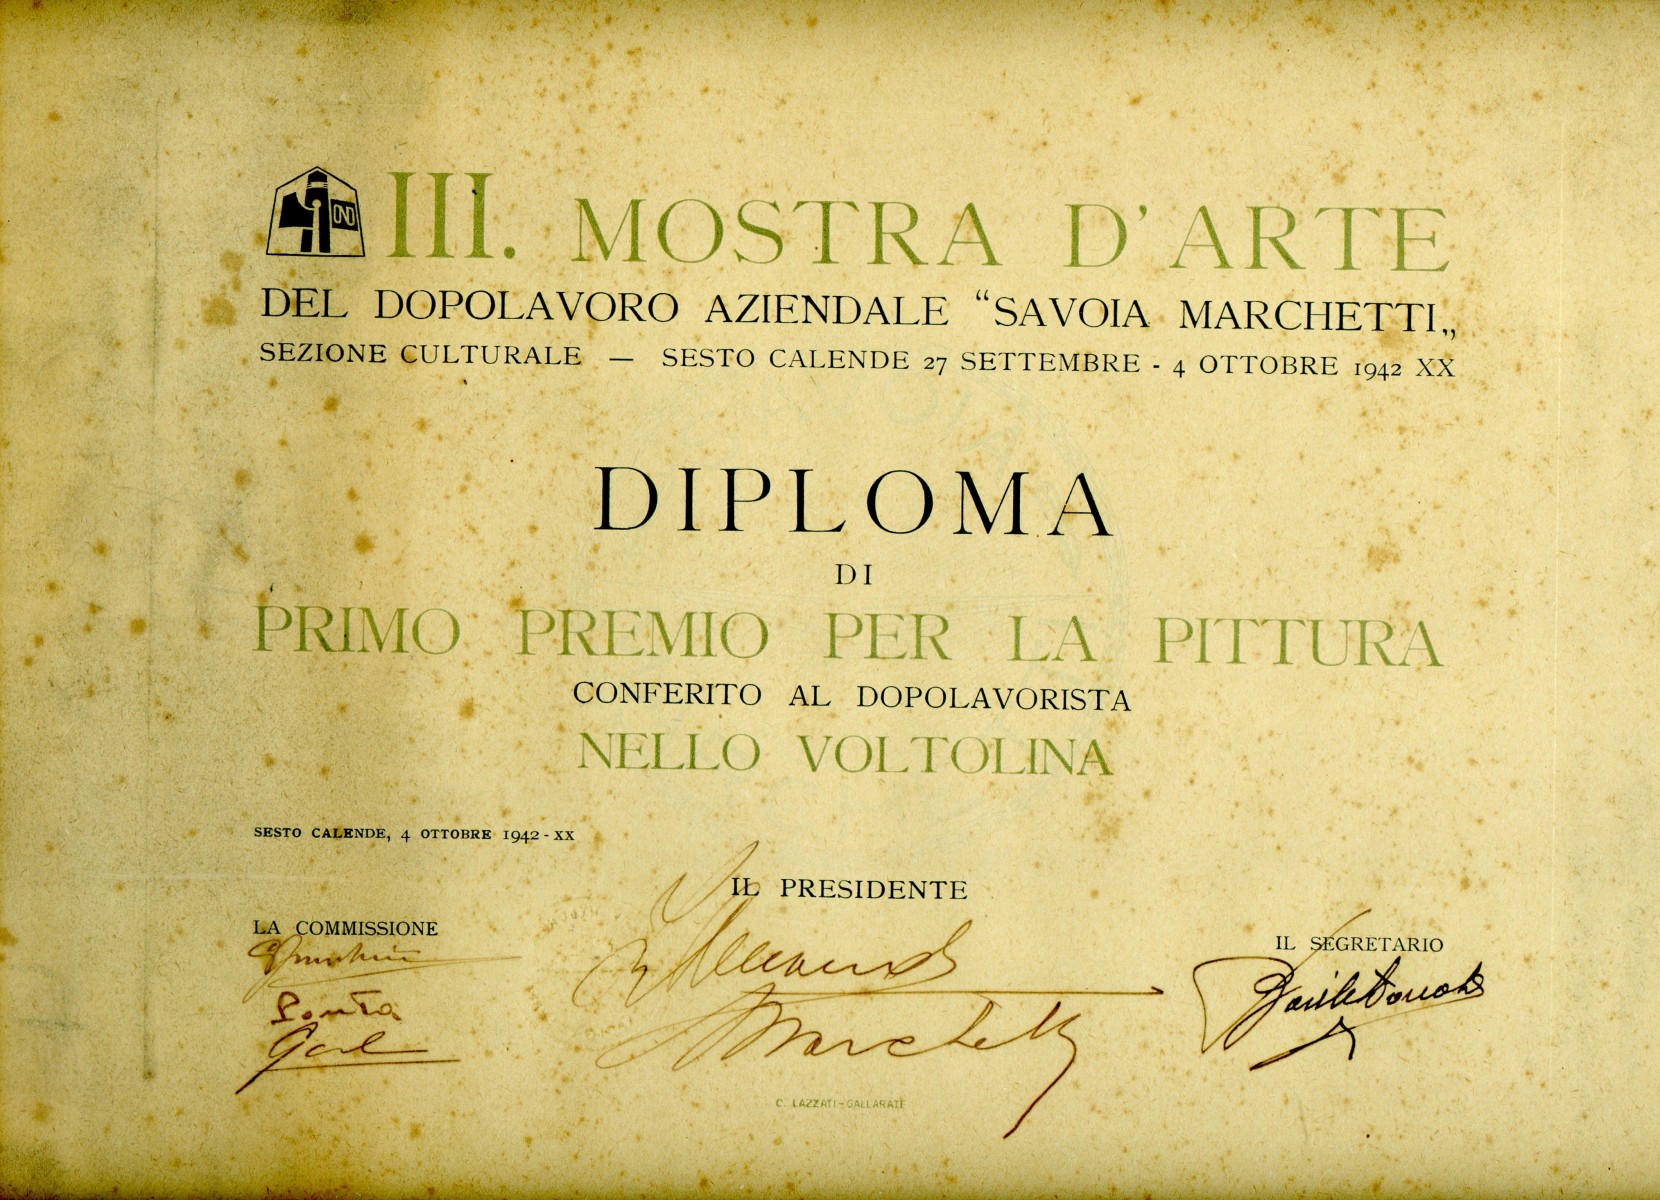 OND
III. MOSTRA D'ARTE
DEL DOPOLAVORO AZIENDALE “SAVOIA MARCHETTI„
SEZIONE CULTURALE — SESTO CALENDE 27 SETTEMBRE - 4 OTTOBRE 1942 XX
DIPLOMA
DI
PRIMO PREMIO PER LA PITTURA
CONFERITO AL DOPOLAVORISTA
NELLO VOLTOLINA
SESTO CALENDE, 4 OTTOBRE 1942 - XX
IL PRESIDENTE
LA COMMISSIONE
IL SEGRETARIO
Marchetti
C. LAZZATI - GALLARATE